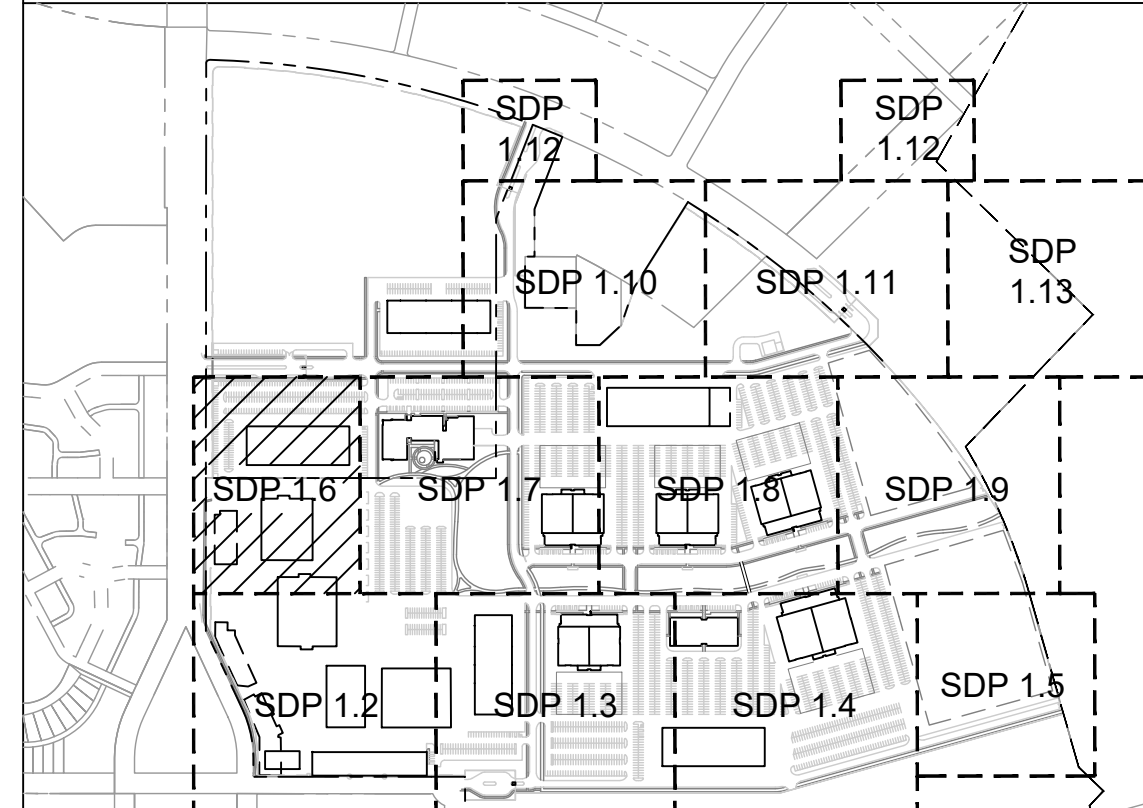 SDP
1.12
SDP
1.12
SDP 1.10
SDP 1.11
SDP
1.13
SDP 1.6
SDP 1.7
SDP 1.8
SDP 1.9
SDP 1.2
SDP 1.3
SDP 1.4
SDP 1.5